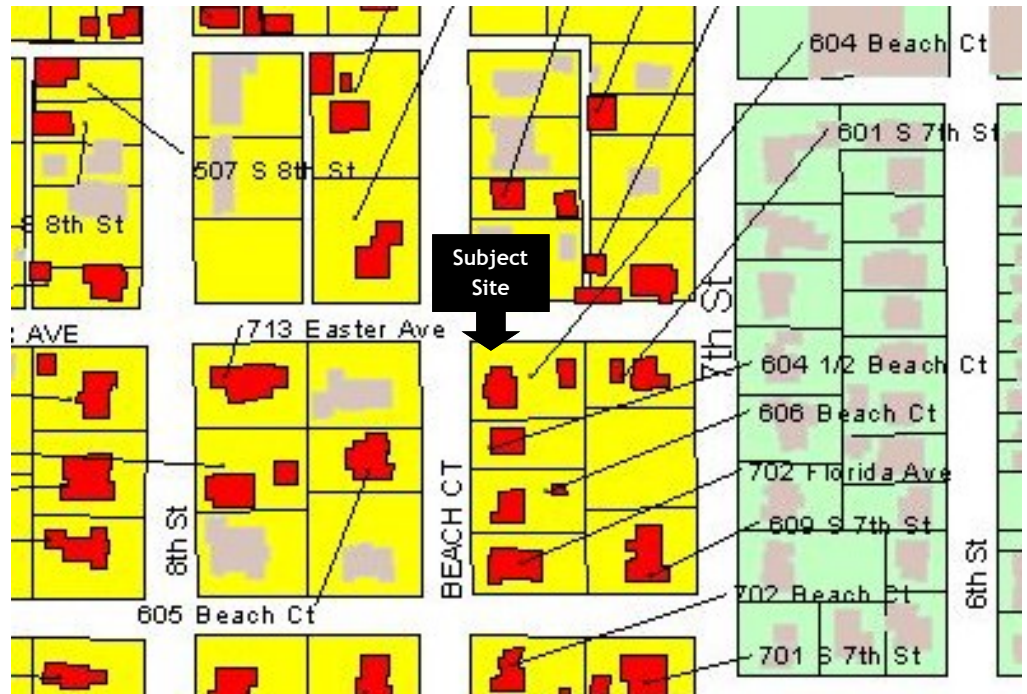 604 Beach Ct
601 S 7th St
507 S 8th St
S 8th St
Subject
Site
7th St
AVE
713 Easter Ave
604 1/2 Beach Ct
606 Beach Ct
BEACH CT
702 Florida Ave
8th St
609 S 7th St
6th St
702 Beach Ct
605 Beach Ct
701 S 7th St